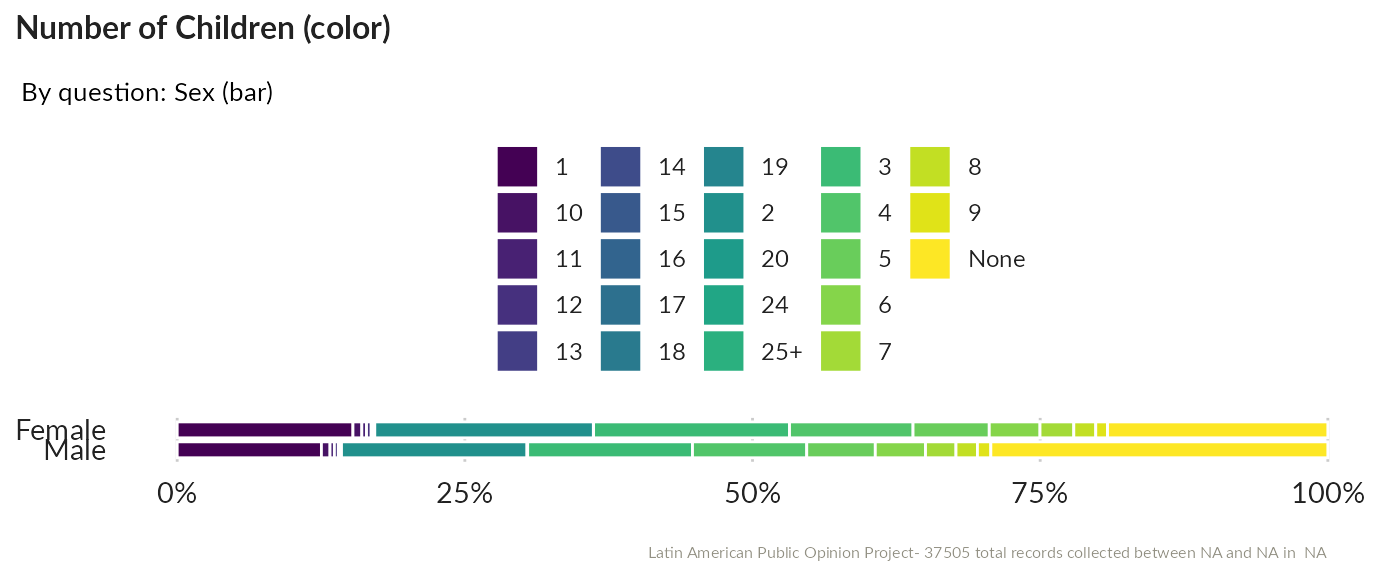 Number of Children (color)
By question: Sex (bar)
1 14 19 3 8
10 15 2 4 9
11 16 20 5 None
12 17 24 6
13 18 25+ 7
Female
Male
0% 25% 50% 75% 100%
Latin American Public Opinion Project- 37505 total records collected between NA and NA in  NA